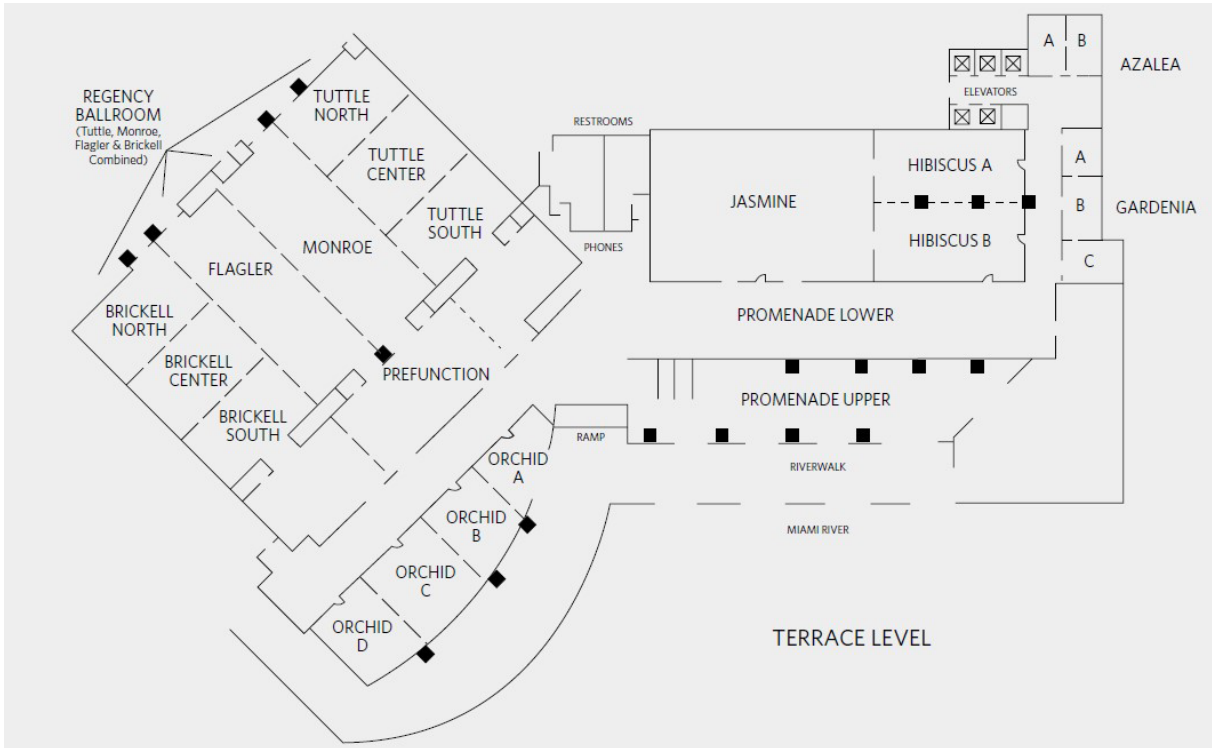 REGENCY
BALLROOM
(Tuttle, Monroe,
Flagler & Brickell
Combined)
TUTTLE
NORTH
TUTTLE
CENTER
TUTTLE
SOUTH
MONROE
FLAGLER
BRICKELL
NORTH
BRICKELL
CENTER
BRICKELL
SOUTH
PREFUNCTION
RESTROOMS
PHONES
JASMINE
HIBISCUS A
HIBISCUS B
ELEVATORS
A
B
AZALEA
A
B
GARDENIA
C
PROMENADE LOWER
PROMENADE UPPER
RAMP
RIVERWALK
MIAMI RIVER
ORCHID
A
ORCHID
B
ORCHID
C
ORCHID
D
TERRACE LEVEL